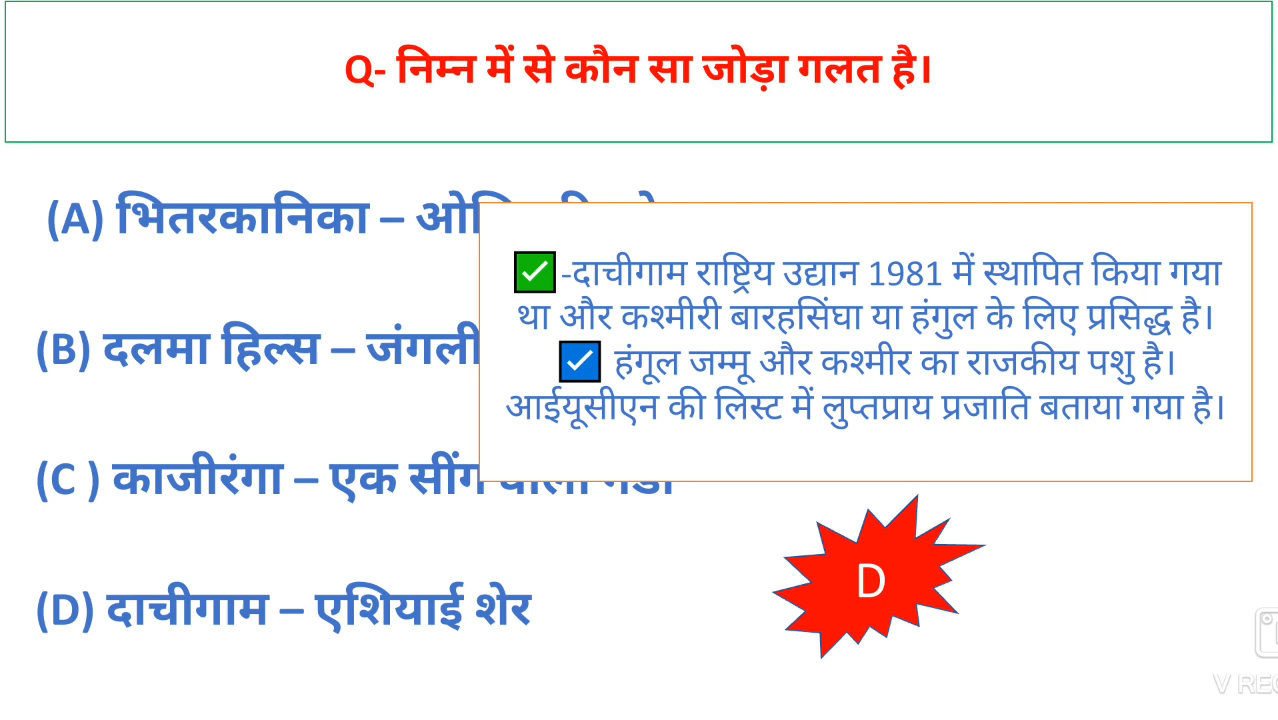 Q- निम्न में से कौन सा जोड़ा गलत है।
(A) भितरकानिका –
-दाचीगाम राष्ट्रिय उद्यान 1981 में स्थापित किया गया
था और कश्मीरी बारहसिंघा या हंगुल के लिए प्रसिद्ध है।
हंगूल जम्मू और कश्मीर का राजकीय पशु है।
आईयूसीएन की लिस्ट में लुप्तप्राय प्रजाति बताया गया है।
(B) दलमा हिल्स – जंगली
(C ) काजीरंगा – एक सींग
(D) दाचीगाम – एशियाई शेर
D